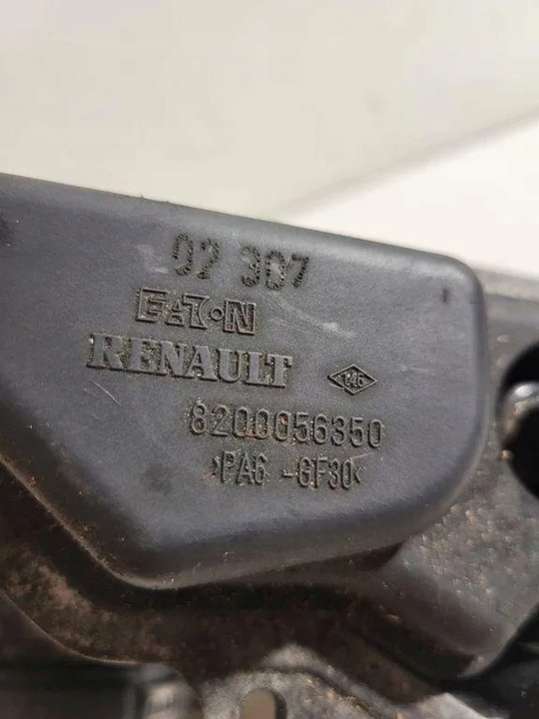 02 307
EATON
RENAULT
8200056350
>PA6 -GF30<